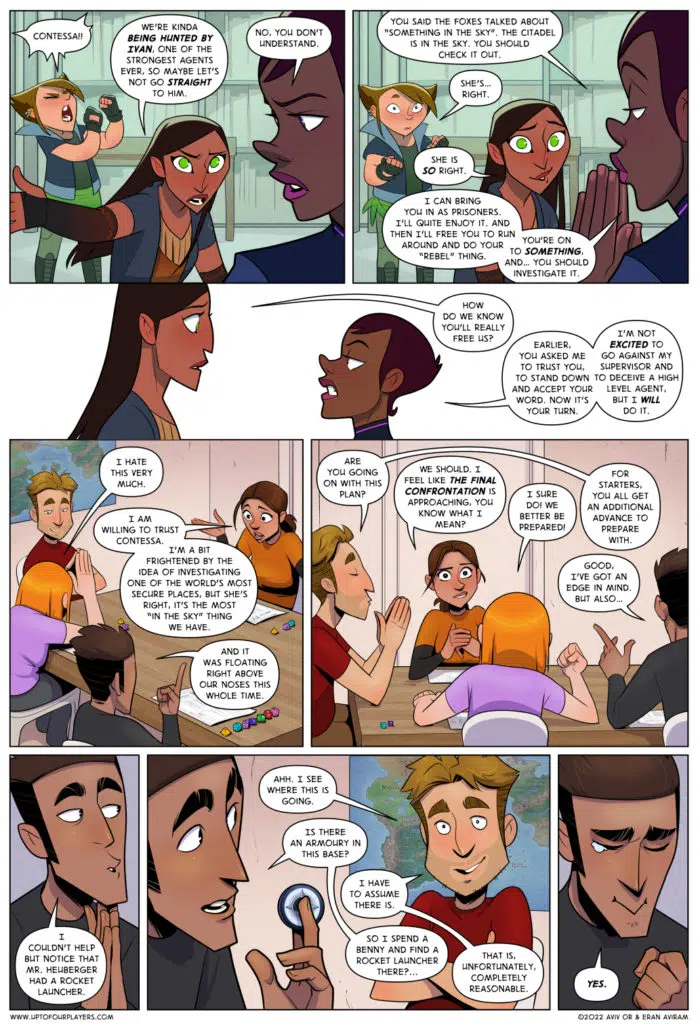 CONTESSA!!
WE'RE KINDA
BEING HUNTED BY
IVAN, ONE OF THE
STRONGEST AGENTS
EVER, SO MAYBE LET'S
NOT GO STRAIGHT
TO HIM.
NO, YOU DON'T
UNDERSTAND.
YOU SAID THE FOXES TALKED ABOUT
"SOMETHING IN THE SKY". THE CITADEL
IS IN THE SKY. YOU SHOULD
CHECK IT OUT.
SHE'S...
RIGHT.
SHE IS
SO RIGHT.
I CAN BRING
YOU IN AS PRISONERS.
I'LL QUITE ENJOY IT. AND
THEN I'LL FREE YOU TO RUN
AROUND AND DO YOUR
"REBEL" THING.
YOU'RE ON
TO SOMETHING,
AND... YOU SHOULD
INVESTIGATE IT.
HOW
DO WE KNOW
YOU'LL REALLY
FREE US?
EARLIER,
YOU ASKED ME
TO TRUST YOU,
TO STAND DOWN
AND ACCEPT YOUR
WORD. NOW IT'S
YOUR TURN.
I'M NOT
EXCITED TO
GO AGAINST MY
SUPERVISOR AND
TO DECEIVE A HIGH
LEVEL AGENT,
BUT I WILL
DO IT.
I HATE
THIS VERY
MUCH.
I AM
WILLING TO TRUST
CONTESSA.
I'M A BIT
FRIGHTENED BY THE
IDEA OF INVESTIGATING
ONE OF THE WORLD'S MOST
SECURE PLACES, BUT SHE'S
RIGHT, IT'S THE MOST
"IN THE SKY" THING
WE HAVE.
AND IT
WAS FLOATING
RIGHT ABOVE
OUR NOSES THIS
WHOLE TIME.
ARE
YOU GOING
ON WITH THIS
PLAN?
WE SHOULD. I
FEEL LIKE THE FINAL
CONFRONTATION IS
APPROACHING, YOU
KNOW WHAT I
MEAN?
I SURE
DO! WE
BETTER BE
PREPARED!
FOR
STARTERS,
YOU ALL GET
AN ADDITIONAL
ADVANCE TO
PREPARE
WITH.
GOOD,
I'VE GOT AN
EDGE IN MIND.
BUT ALSO...
I
COULDN'T HELP
BUT NOTICE THAT
MR. HEUBERGER
HAD A ROCKET
LAUNCHER.
AHH. I SEE
WHERE THIS IS
GOING.
IS THERE
AN ARMOURY IN
THIS BASE?
I HAVE
TO ASSUME
THERE IS.
SO I SPEND A
BENNY AND FIND A
ROCKET LAUNCHER
THERE?...
THAT IS,
UNFORTUNATELY,
COMPLETELY
REASONABLE.
YES.
WWW.UPTOFOURPLAYERS.COM
©2022 AVIV OR & ERAN AVIRAM